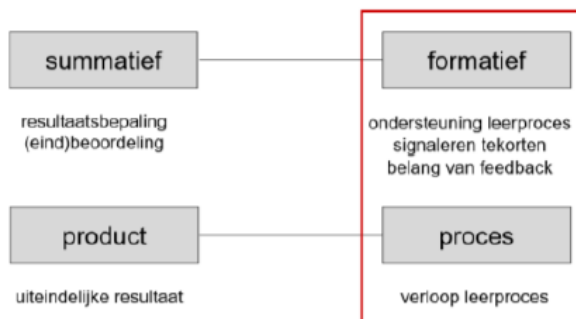 summatief
formatief
resultaatsbepaling
(eind)beoordeling
ondersteuning leerproces
signaleren tekorten
belang van feedback
product
proces
uiteindelijke resultaat
verloop leerproces